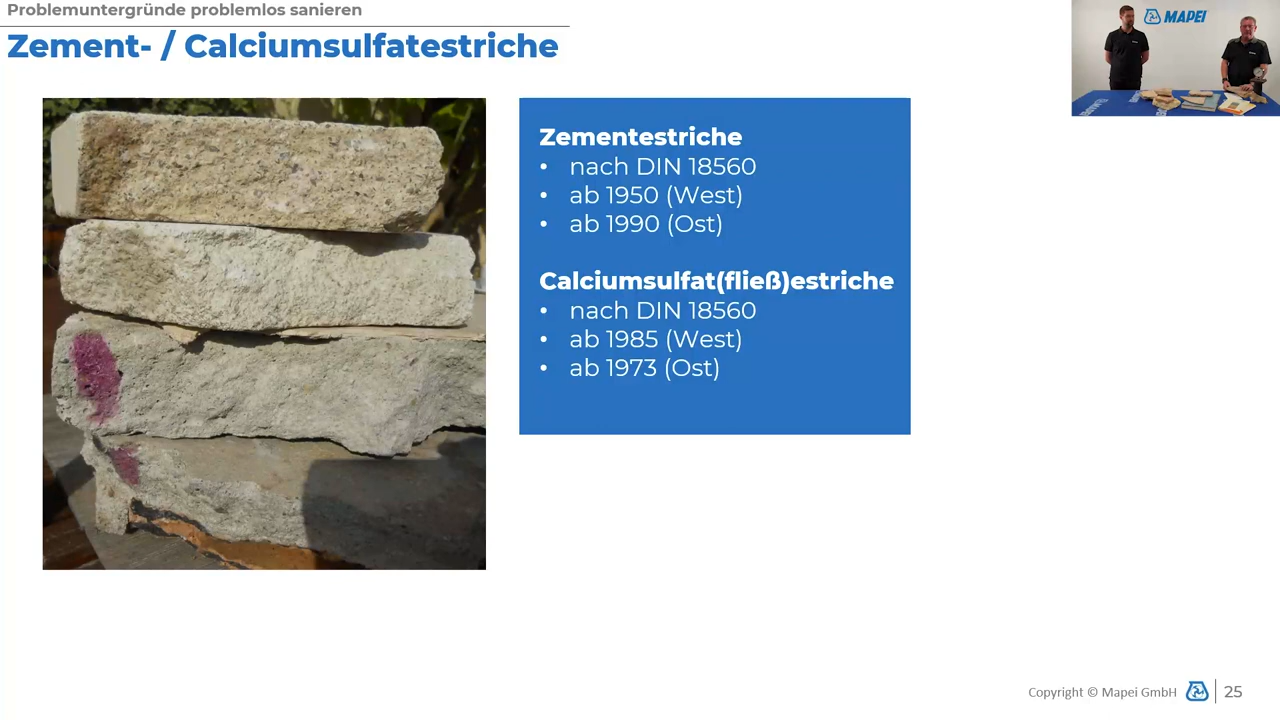 Problemuntergründe problemlos sanieren
Zement- / Calciumsulfatestriche
MAPEI
Zementestriche
• nach DIN 18560
• ab 1950 (West)
• ab 1990 (Ost)
Calciumsulfat(fließ)estriche
• nach DIN 18560
• ab 1985 (West)
• ab 1973 (Ost)
Copyright © Mapei GmbH
25